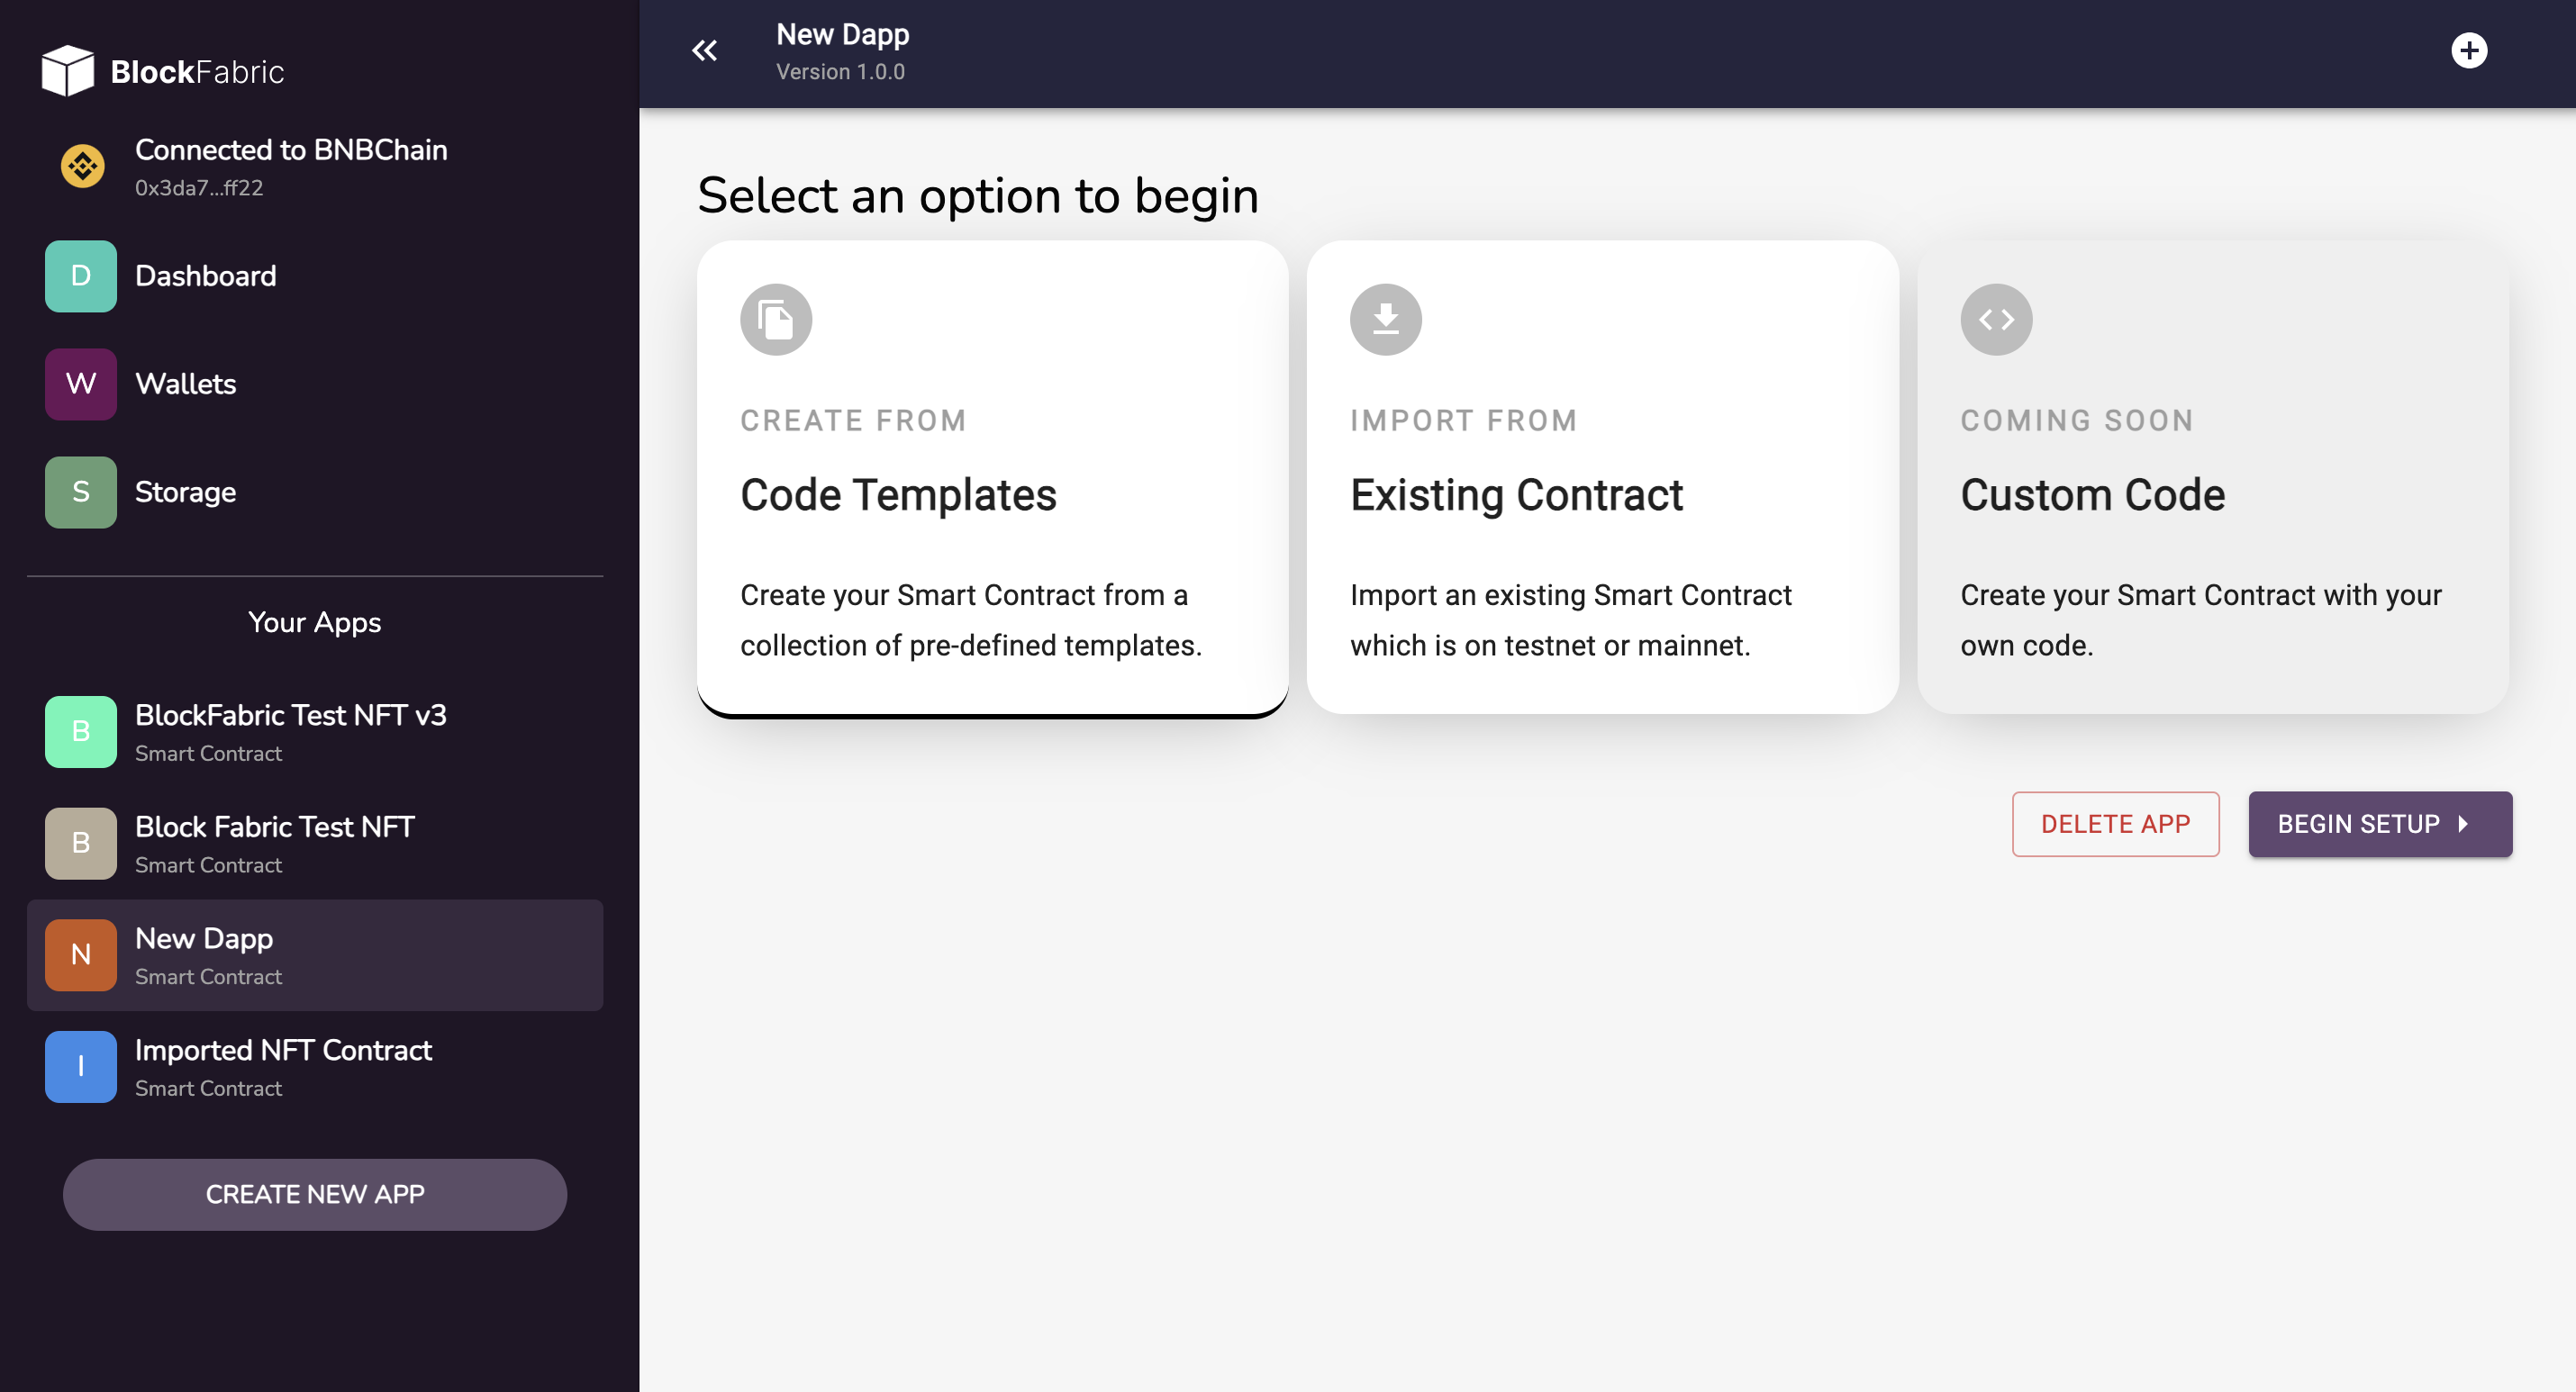 BlockFabric
Connected to BNBChain
0x3da7...ff22
D
Dashboard
W
Wallets
S
Storage
Your Apps
B
BlockFabric Test NFT v3
Smart Contract
B
Block Fabric Test NFT
Smart Contract
N
New Dapp
Smart Contract
I
Imported NFT Contract
Smart Contract
CREATE NEW APP
New Dapp
Version 1.0.0
Select an option to begin
CREATE FROM
Code Templates
Create your Smart Contract from a
collection of pre-defined templates.
IMPORT FROM
Existing Contract
Import an existing Smart Contract
which is on testnet or mainnet.
COMING SOON
Custom Code
Create your Smart Contract with your
own code.
DELETE APP
BEGIN SETUP